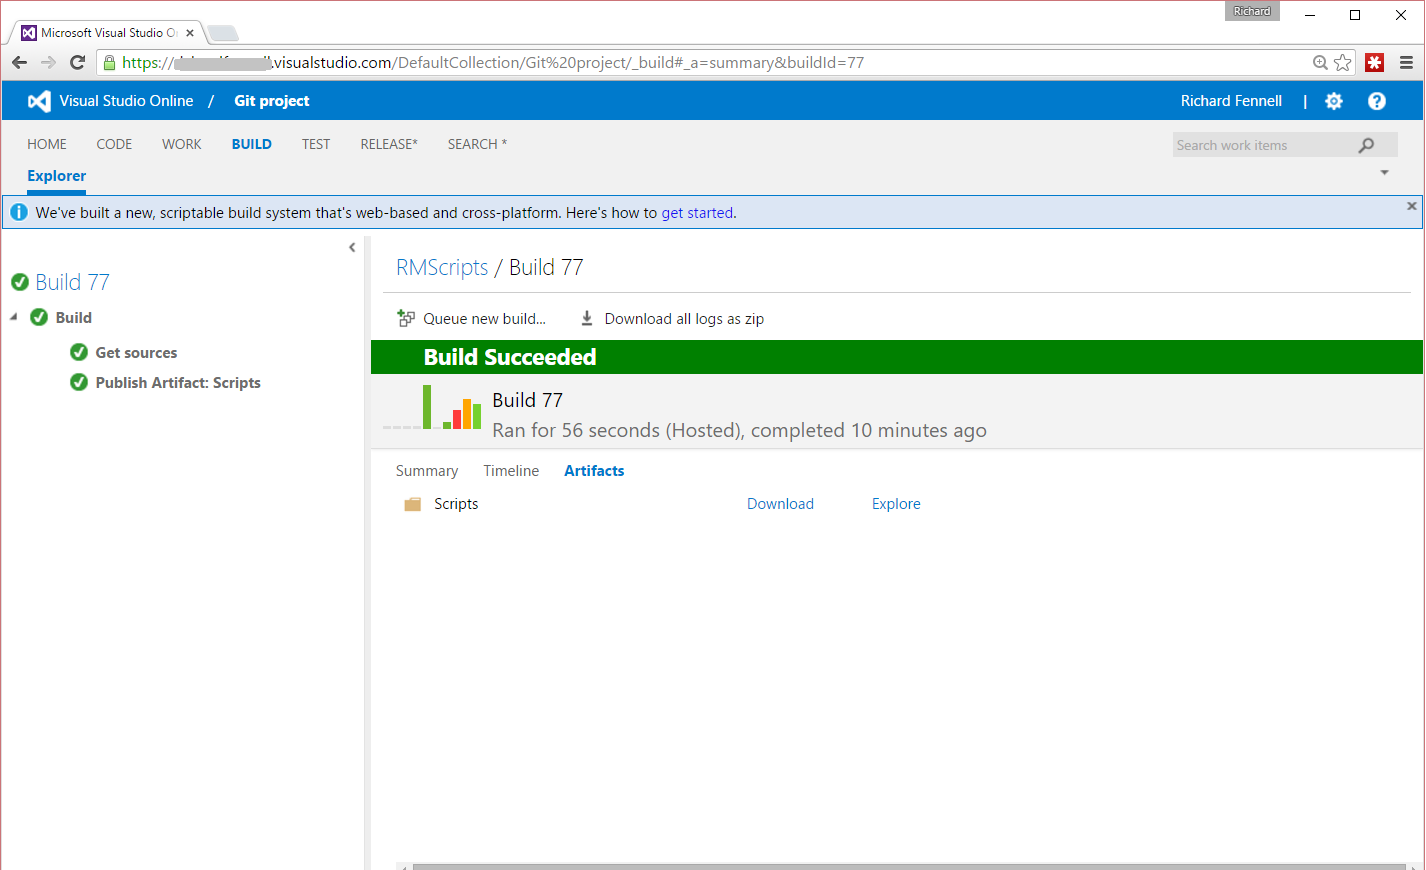 Richard
Microsoft Visual Studio O
https://
.visualstudio.com/DefaultCollection/Git%20project/_build#_a=summary&buildId=77
Visual Studio Online / Git project
Richard Fennell |
HOME CODE WORK BUILD TEST RELEASE* SEARCH *
Search work items
Explorer
We've built a new, scriptable build system that's web-based and cross-platform. Here's how to get started.
Build 77
Build
Get sources
Publish Artifact: Scripts
RMScripts / Build 77
Queue new build... Download all logs as zip
Build Succeeded
Build 77
Ran for 56 seconds (Hosted), completed 10 minutes ago
Summary Timeline Artifacts
Scripts Download Explore